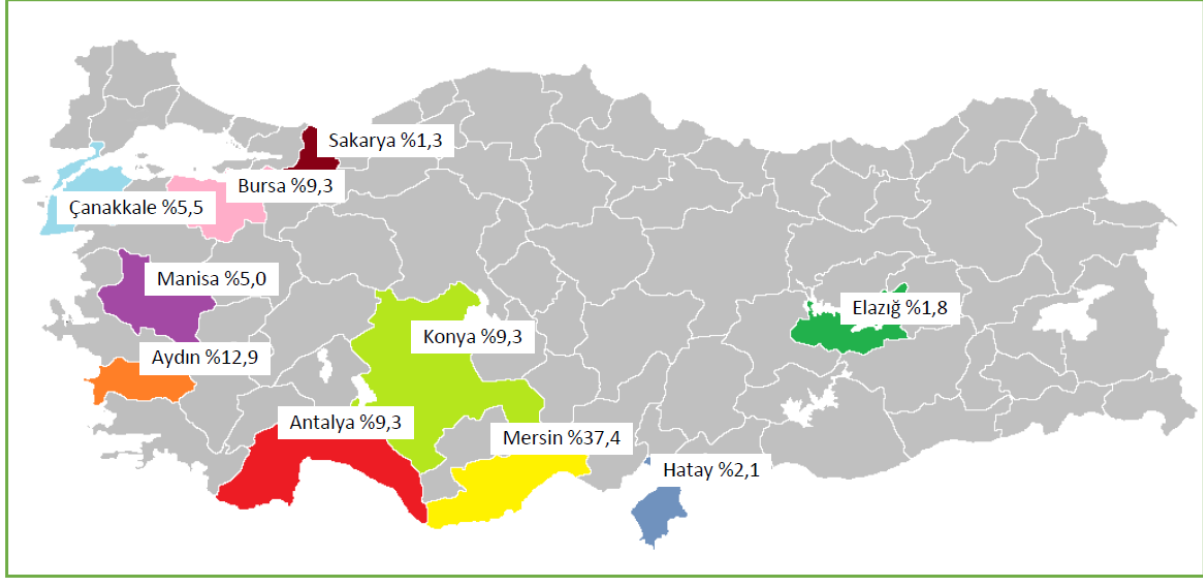 Sakarya %1,3
Bursa %9,3
Çanakkale %5,5
Manisa %5,0
Elazığ %1,8
Konya %9,3
Aydın %12,9
Antalya %9,3
Mersin %37,4
Hatay %2,1